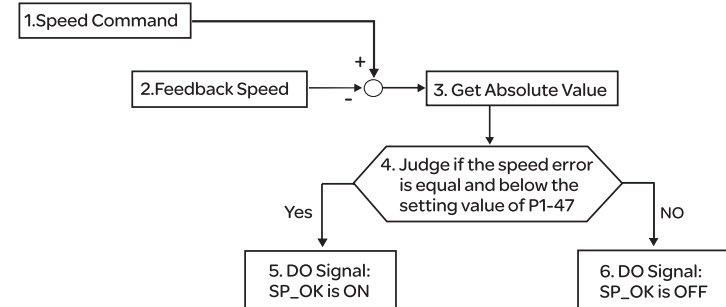 1.Speed Command
+
2.Feedback Speed
-
3. Get Absolute Value
4. Judge if the speed error
is equal and below the
setting value of P1-47
Yes
NO
5. DO Signal:
SP_OK is ON
6. DO Signal:
SP_OK is OFF